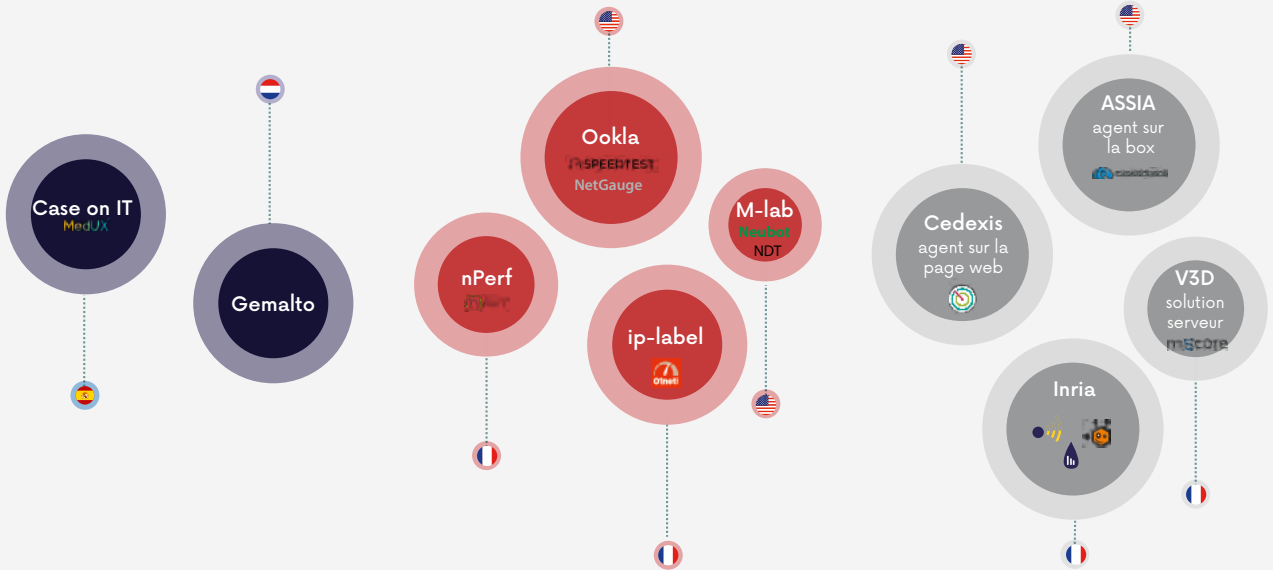 Case on IT
MedUX
Gemalto
Ookla
SPEEDTEST
NetGauge
nPerf
M-lab
Neubot
NDT
ip-label
Cedexis
agent sur la
page web
ASSIA
agent sur
la box
V3D
solution
serveur
Inria